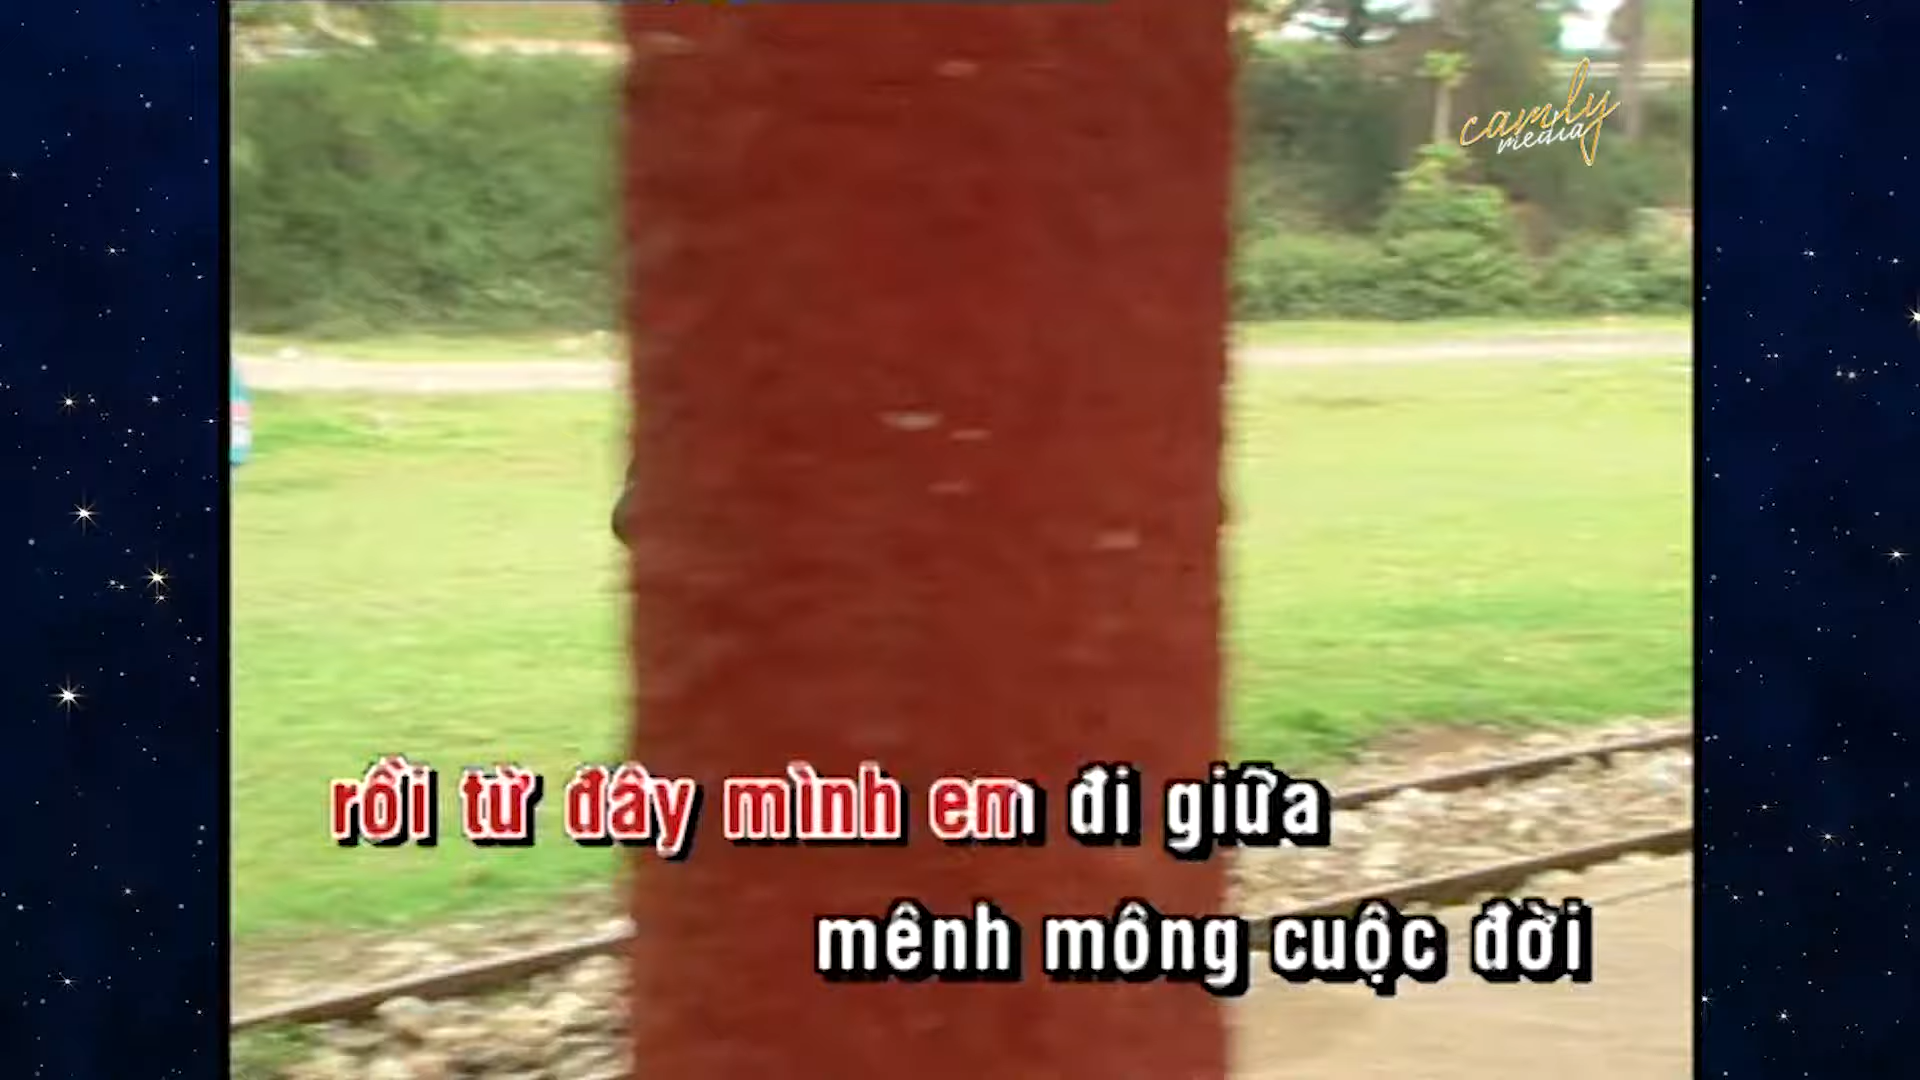 camly
media
rồi từ đây mình em đi giữa
mênh mông cuộc đời